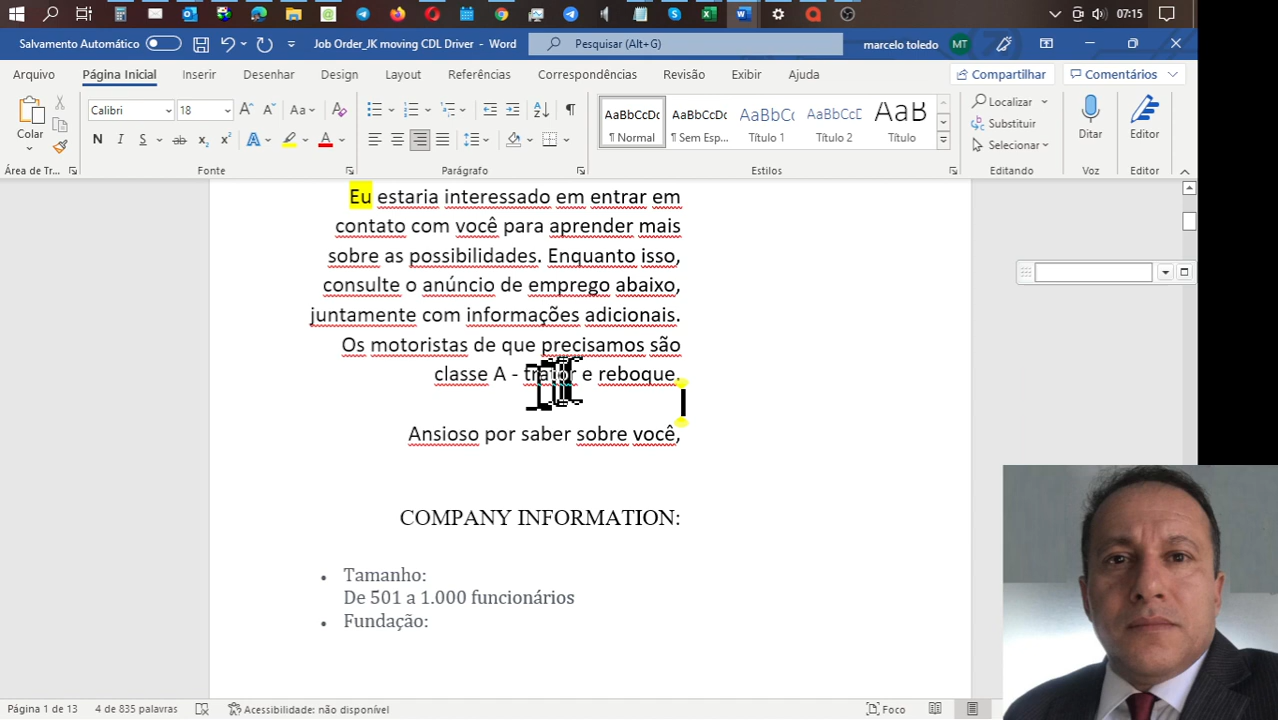 07:15
Salvamento Automático
Job Order_JK moving CDL Driver - Word
Pesquisar (Alt+G)
marcelo toledo
MT
Arquivo Página Inicial Inserir Desenhar Design Layout Referências Correspondências Revisão Exibir Ajuda
Compartilhar
Comentários
Colar
Calibri
18
Aa
N I S ab x₂ x²
A
A
Área de Tr...
Fonte
Parágrafo
AaBbCcDc
¶ Normal
AaBbCcDc
¶ Sem Esp...
AaBbCc
Título 1
AaBbCcD
Título 2
AaB
Título
Estilos
Localizar
Substituir
Selecionar
Editando
Ditar
Voz
Editor
Editor
Eu estaria interessado em entrar em
contato com você para aprender mais
sobre as possibilidades. Enquanto isso,
consulte o anúncio de emprego abaixo,
juntamente com informações adicionais.
Os motoristas de que precisamos são
classe A - trator e reboque.
Ansioso por saber sobre você,
COMPANY INFORMATION:
• Tamanho:
De 501 a 1.000 funcionários
• Fundação:
Página 1 de 13
4 de 835 palavras
Acessibilidade: não disponível
Foco